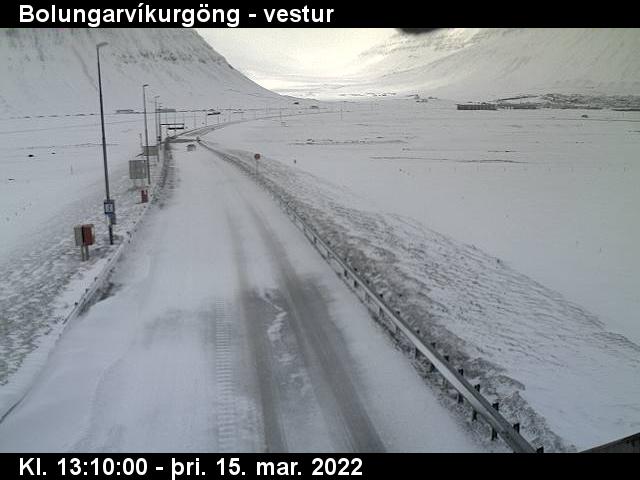 Bolungarvíkurgöng - vestur
Kl. 13:10:00 - þri. 15. mar. 2022